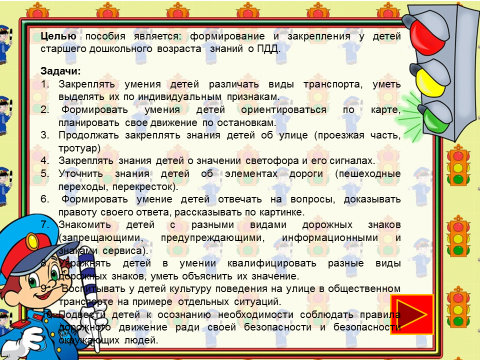 Целью пособия является: формирование и закрепления у детей
старшего дошкольного возраста знаний о ПДД.
Задачи:
1. Закреплять умения детей различать виды транспорта, уметь
выделять их по индивидуальным признакам.
2. Формировать умения детей ориентироваться по карте,
планировать свое движение по остановкам.
3. Продолжать закреплять знания детей об улице (проезжая часть,
тротуар)
4. Закреплять знания детей о значении светофора и его сигналах.
5. Уточнить знания детей об элементах дороги (пешеходные
переходы, перекресток).
6. Формировать умение детей отвечать на вопросы, доказывать
правоту своего ответа, рассказывать по картинке.
7. Знакомить детей с разными видами дорожных знаков
(запрещающими, предупреждающими, информационными и
знаками сервиса).
8. Упражнять детей в умении квалифицировать разные виды
дорожных знаков, уметь объяснить их значение.
9. Воспитывать у детей культуру поведения на улице в общественном
транспорте на примере отдельных ситуаций.
Подвести детей к осознанию необходимости соблюдать правила
дорожного движение ради своей безопасности и безопасности
окружающих людей.